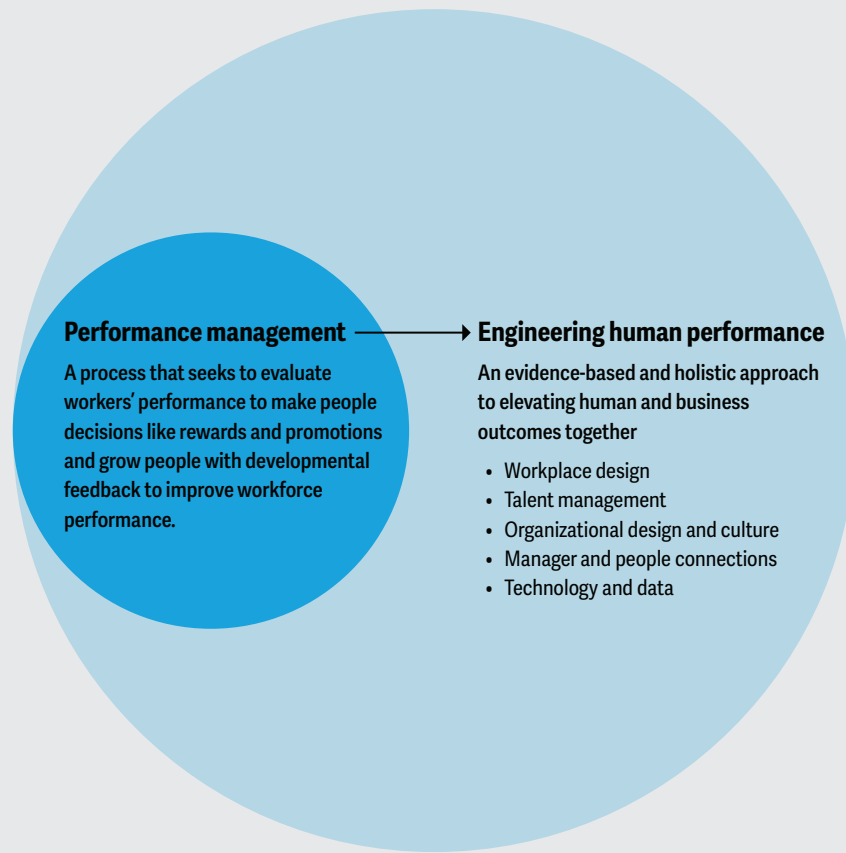 Performance management
A process that seeks to evaluate
workers’ performance to make people
decisions like rewards and promotions
and grow people with developmental
feedback to improve workforce
performance.
Engineering human performance
An evidence-based and holistic approach
to elevating human and business
outcomes together
• Workplace design
• Talent management
• Organizational design and culture
• Manager and people connections
• Technology and data